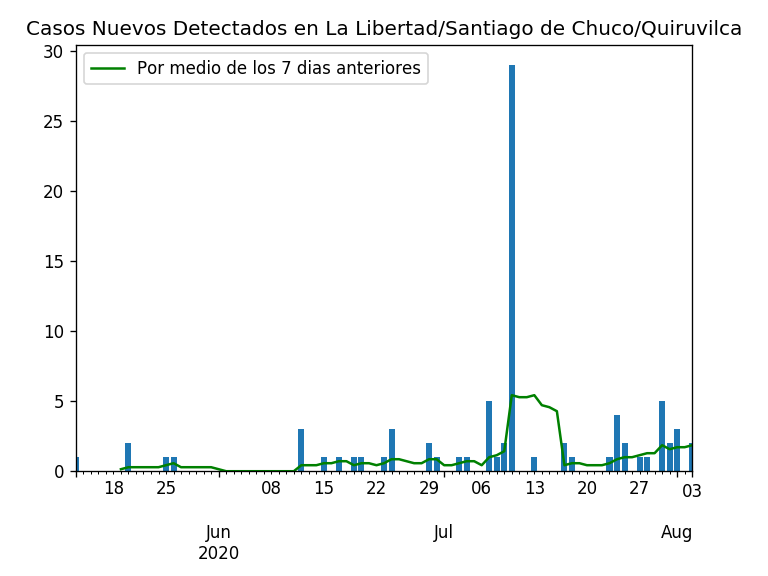 Casos Nuevos Detectados en La Libertad/Santiago de Chuco/Quiruvilca
Por medio de los 7 dias anteriores
30
25
20
15
10
5
0
18 25 08 15 22 29 06 13 20 27 03
Jun Jul Aug
2020